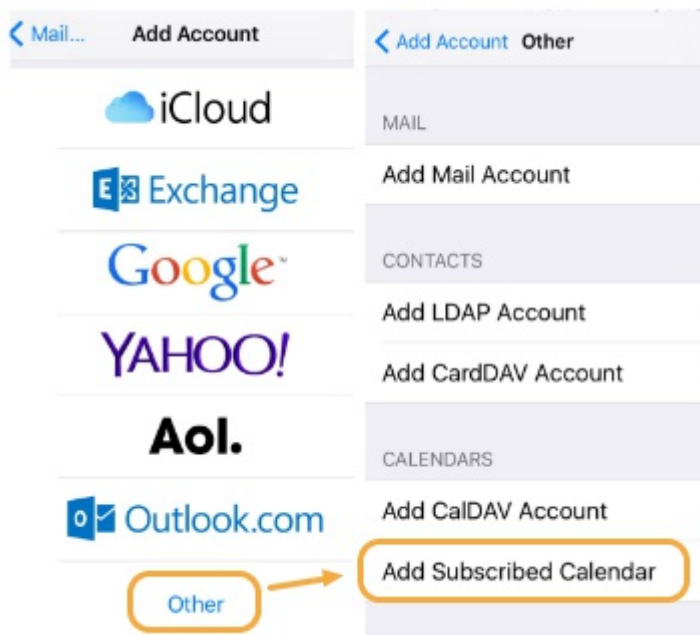 Mail...
Add Account
iCloud
Exchange
Google
YAHOO!
Aol.
Outlook.com
Other
Add Account
Other
MAIL
Add Mail Account
CONTACTS
Add LDAP Account
Add CardDAV Account
CALENDARS
Add CalDAV Account
Add Subscribed Calendar